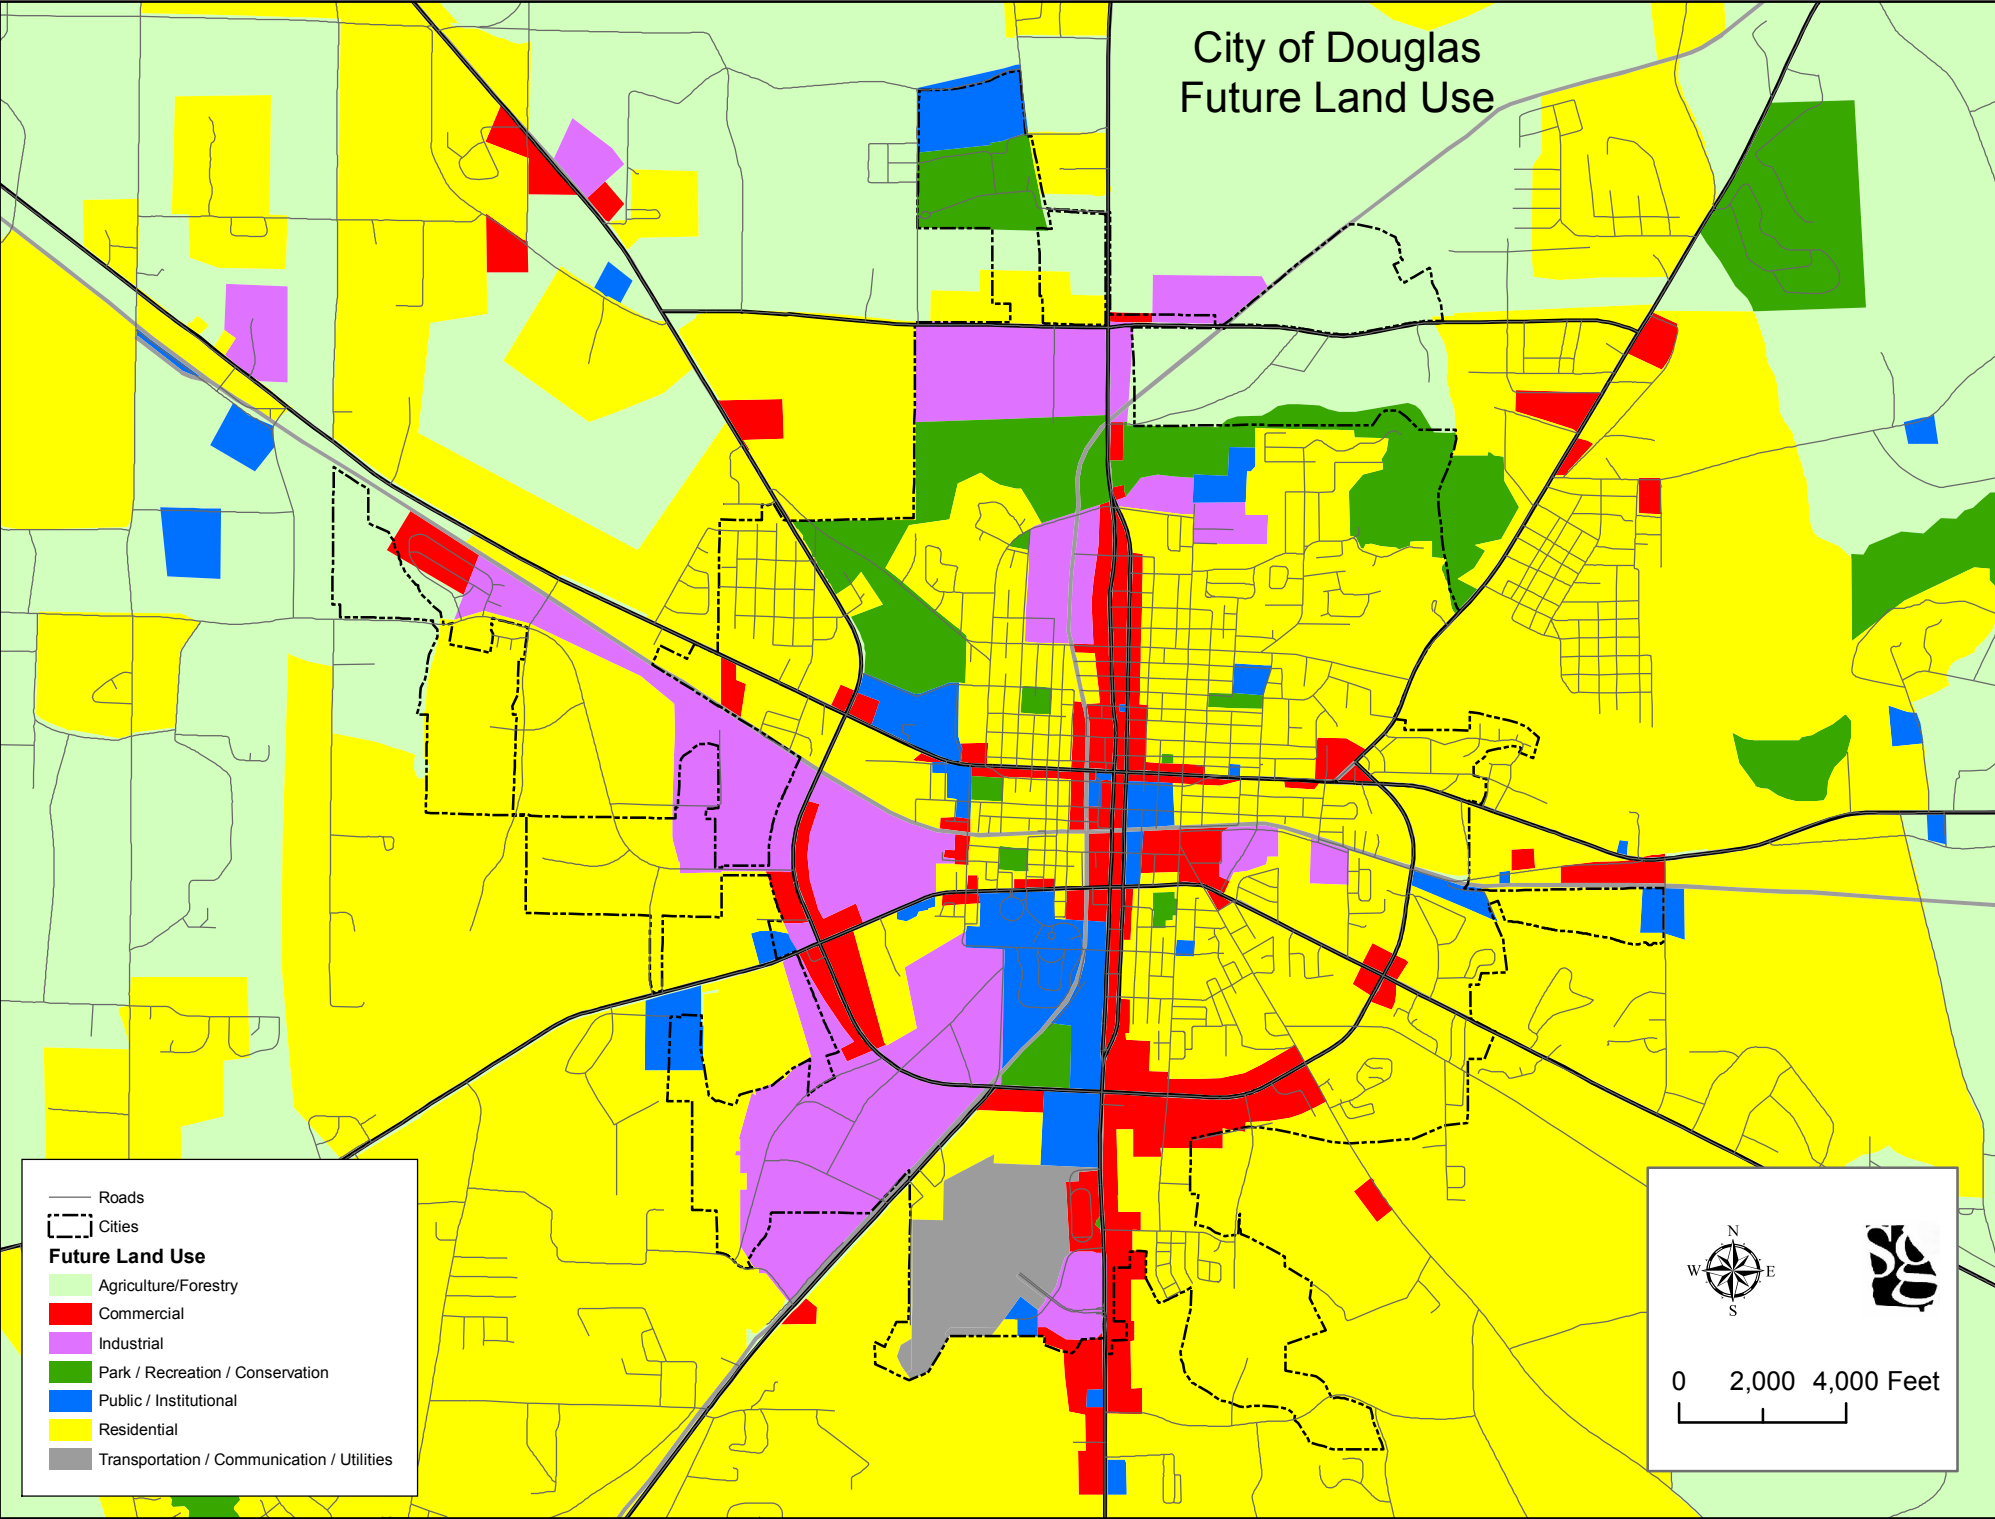 City of Douglas
Future Land Use
Roads
Cities
Future Land Use
Agriculture/Forestry
Commercial
Industrial
Park / Recreation / Conservation
Public / Institutional
Residential
Transportation / Communication / Utilities
N
W E
S
0 2,000 4,000 Feet